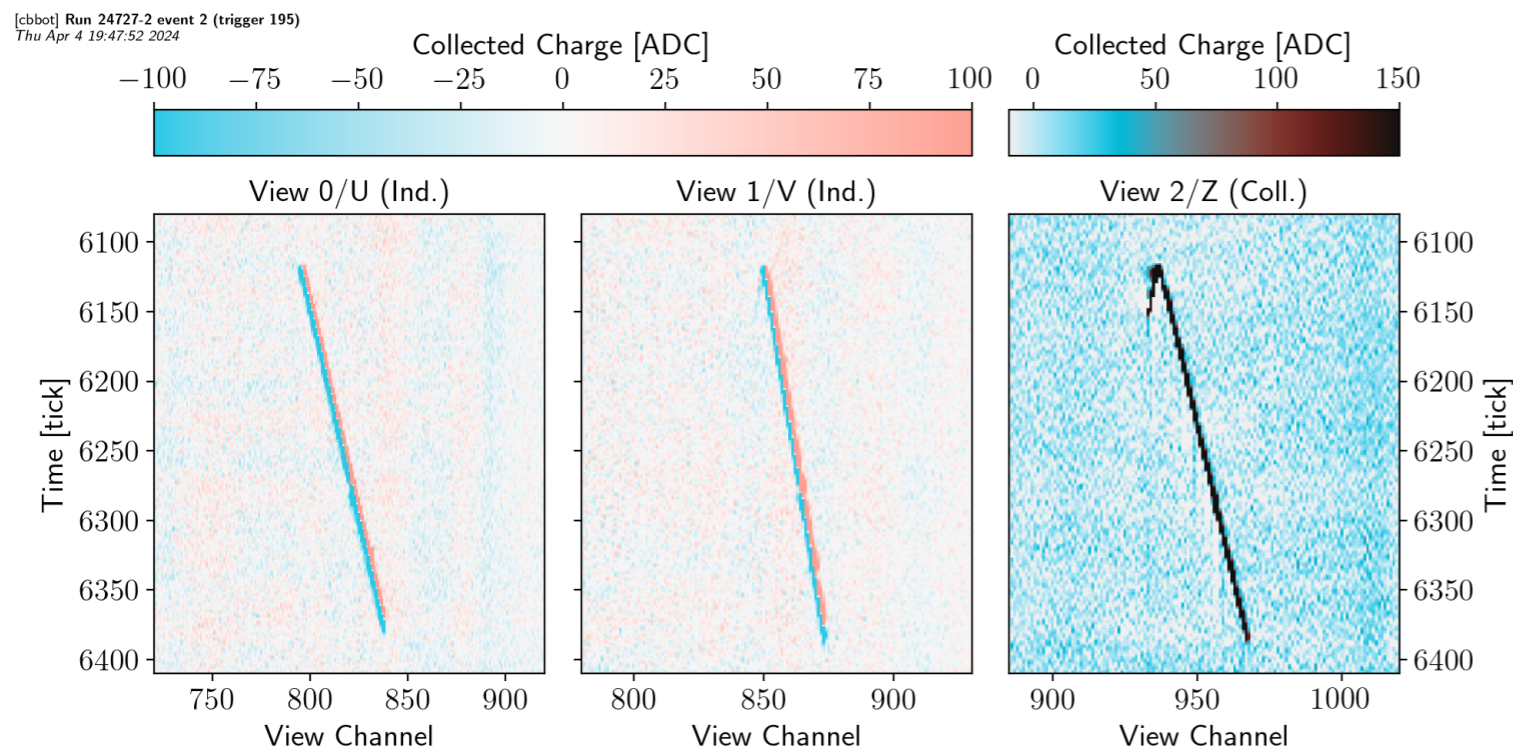 [cbbot] Run 24727-2 event 2 (trigger 195)
Thu Apr 4 19:47:52 2024
Collected Charge [ADC]
−100 −75 −50 −25 0 25 50 75 100
Collected Charge [ADC]
0 50 100 150
View 0/U (Ind.)
View 1/V (Ind.)
View 2/Z (Coll.)
Time [tick]
6100
6150
6200
6250
6300
6350
6400
750 800 850 900
View Channel
800 850 900
View Channel
900 950 1000
View Channel
6100
6150
6200
6250
6300
6350
6400
Time [tick]